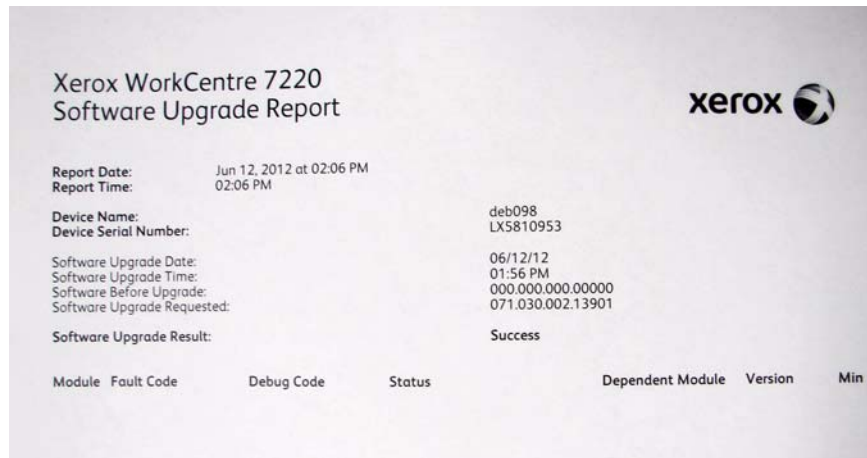 Xerox WorkCentre 7220
Software Upgrade Report
xerox
Report Date: Jun 12, 2012 at 02:06 PM
Report Time: 02:06 PM
Device Name: deb098
Device Serial Number: LX5810953
Software Upgrade Date: 06/12/12
Software Upgrade Time: 01:56 PM
Software Before Upgrade: 000.000.000.00000
Software Upgrade Requested: 071.030.002.13901
Software Upgrade Result: Success
Module Fault Code Debug Code Status Dependent Module Version Min